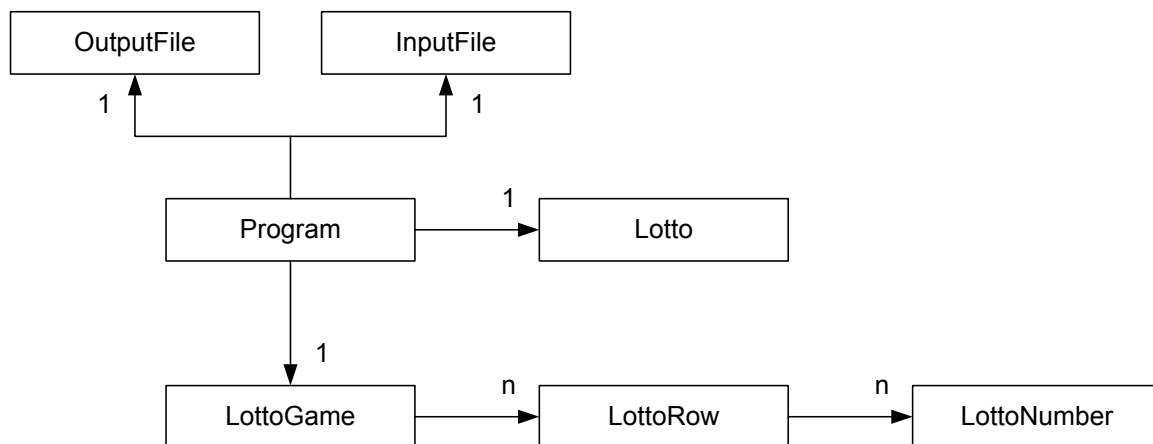 OutputFile
InputFile
1
1
1
Program
Lotto
1
n
n
LottoGame
LottoRow
LottoNumber